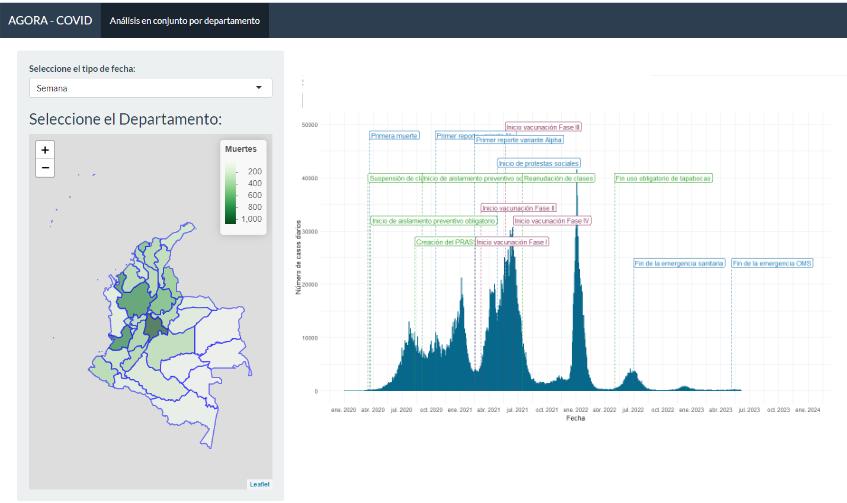 AGORA - COVID
Análisis en conjunto por departamento
Seleccione el tipo de fecha:
Semana
Seleccione el Departamento:
+
−
Muertes
200
400
600
800
1,000
Leaflet
Número de casos diarios
50000
40000
30000
20000
10000
0
Inicio vacunación Fase III
Primera muerte
Primer reporte variante
Primer reporte variante Alpha
Inicio de protestas sociales
Suspensión de
Inicio de aislamiento preventivo
Reanudación de clases
Fin uso obligatorio de tapabocas
Inicio vacunación Fase II
Inicio de aislamiento preventivo obligatorio
Inicio vacunación Fase IV
Creación del PRASS
Inicio vacunación Fase I
Fin de la emergencia sanitaria
Fin de la emergencia OMS
ene. 2020 abr. 2020 jul. 2020 oct. 2020 ene. 2021 abr. 2021 jul. 2021 oct. 2021 ene. 2022 abr. 2022 jul. 2022 oct. 2022 ene. 2023 abr. 2023 jul. 2023 oct. 2023 ene. 2024
Fecha